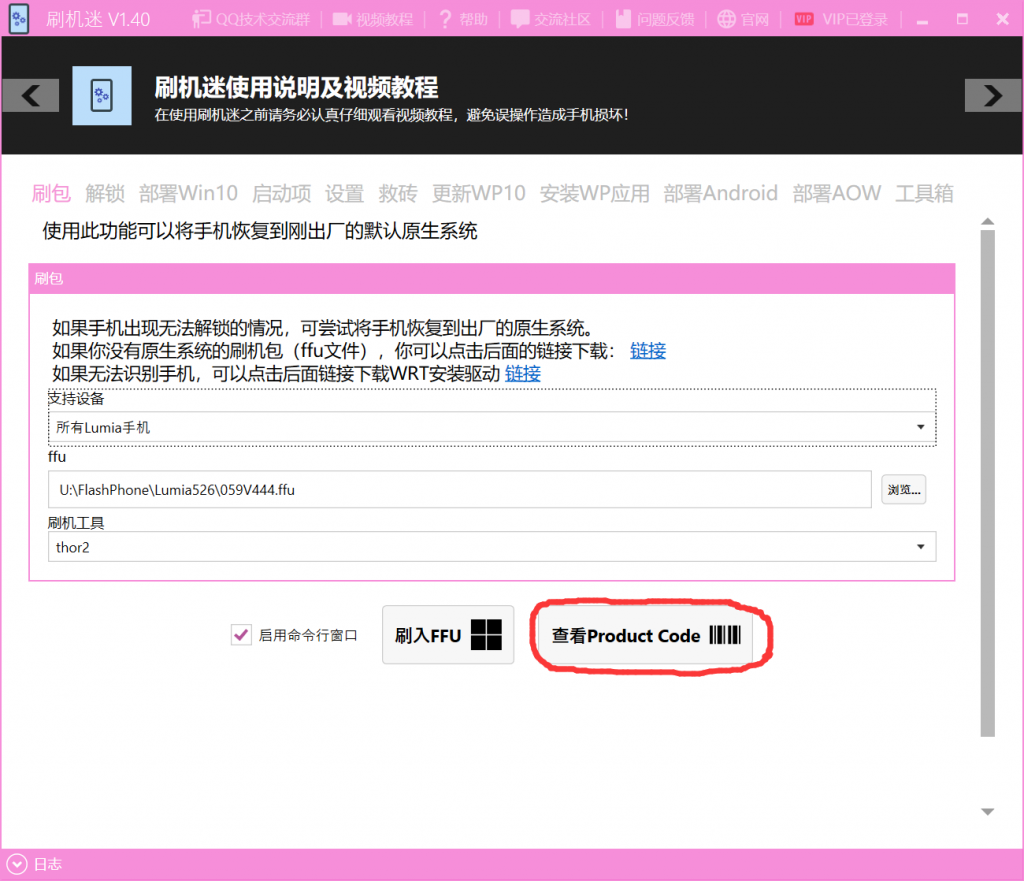 刷机迷 V1.40 QQ技术交流群 视频教程 帮助 交流社区 问题反馈 官网 VIP VIP已登录
刷机迷使用说明及视频教程
在使用刷机迷之前请务必认真仔细观看视频教程，避免误操作造成手机损坏！
刷包 解锁 部署Win10 启动项 设置 救砖 更新WP10 安装WP应用 部署Android 部署AOW 工具箱
使用此功能可以将手机恢复到刚出厂的默认原生系统
刷包
如果手机出现无法解锁的情况，可尝试将手机恢复到出厂的原生系统。
如果你没有原生系统的刷机包（ffu文件），你可以点击后面的链接下载： 链接
如果无法识别手机，可以点击后面链接下载WRT安装驱动 链接
支持设备
所有Lumia手机
ffu
U:\FlashPhone\Lumia526\059V444.ffu 浏览...
刷机工具
thor2
启用命令行窗口 刷入FFU 查看Product Code
日志